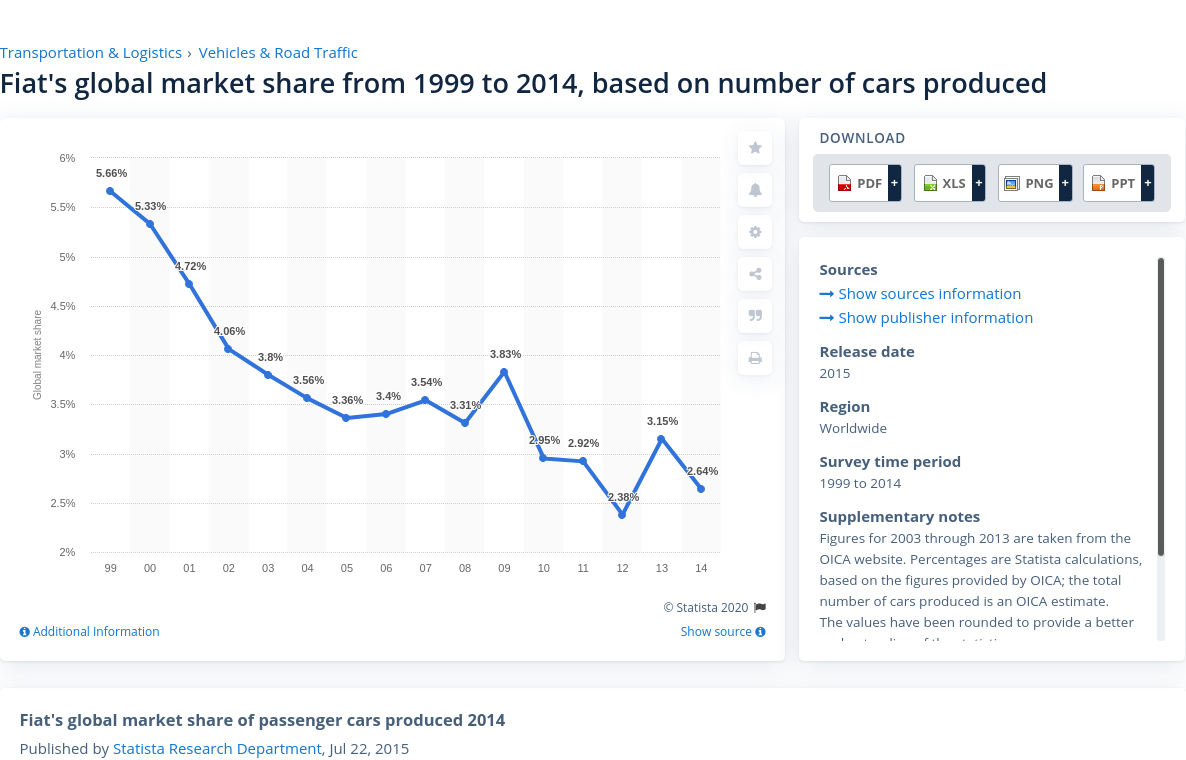 Transportation & Logistics › Vehicles & Road Traffic
Fiat's global market share from 1999 to 2014, based on number of cars produced
Global market share
6%
5.5%
5%
4.5%
4%
3.5%
3%
2.5%
2%
5.66%
5.33%
4.72%
4.06%
3.8%
3.56%
3.36%
3.4%
3.54%
3.31%
3.83%
2.95%
2.92%
2.38%
3.15%
2.64%
99 00 01 02 03 04 05 06 07 08 09 10 11 12 13 14
© Statista 2020
Additional Information
Show source
DOWNLOAD
PDF + XLS + PNG + PPT +
Sources
Show sources information
Show publisher information
Release date
2015
Region
Worldwide
Survey time period
1999 to 2014
Supplementary notes
Figures for 2003 through 2013 are taken from the
OICA website. Percentages are Statista calculations,
based on the figures provided by OICA; the total
number of cars produced is an OICA estimate.
The values have been rounded to provide a better
Fiat's global market share of passenger cars produced 2014
Published by Statista Research Department, Jul 22, 2015